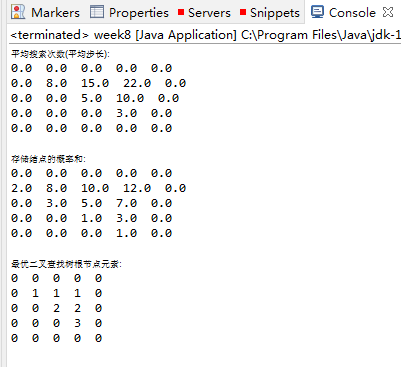 Markers Properties Servers Snippets Console
<terminated> week8 [Java Application] C:\Program Files\Java\jdk-1
平均搜索次数(平均步长):
0.0 0.0 0.0 0.0 0.0
0.0 8.0 15.0 22.0 0.0
0.0 0.0 5.0 10.0 0.0
0.0 0.0 0.0 3.0 0.0
0.0 0.0 0.0 0.0 0.0
存储结点的概率和:
0.0 0.0 0.0 0.0 0.0
2.0 8.0 10.0 12.0 0.0
0.0 3.0 5.0 7.0 0.0
0.0 0.0 1.0 3.0 0.0
0.0 0.0 0.0 1.0 0.0
最优二叉查找树根节点元素:
0 0 0 0 0
0 1 1 1 0
0 0 2 2 0
0 0 0 3 0
0 0 0 0 0